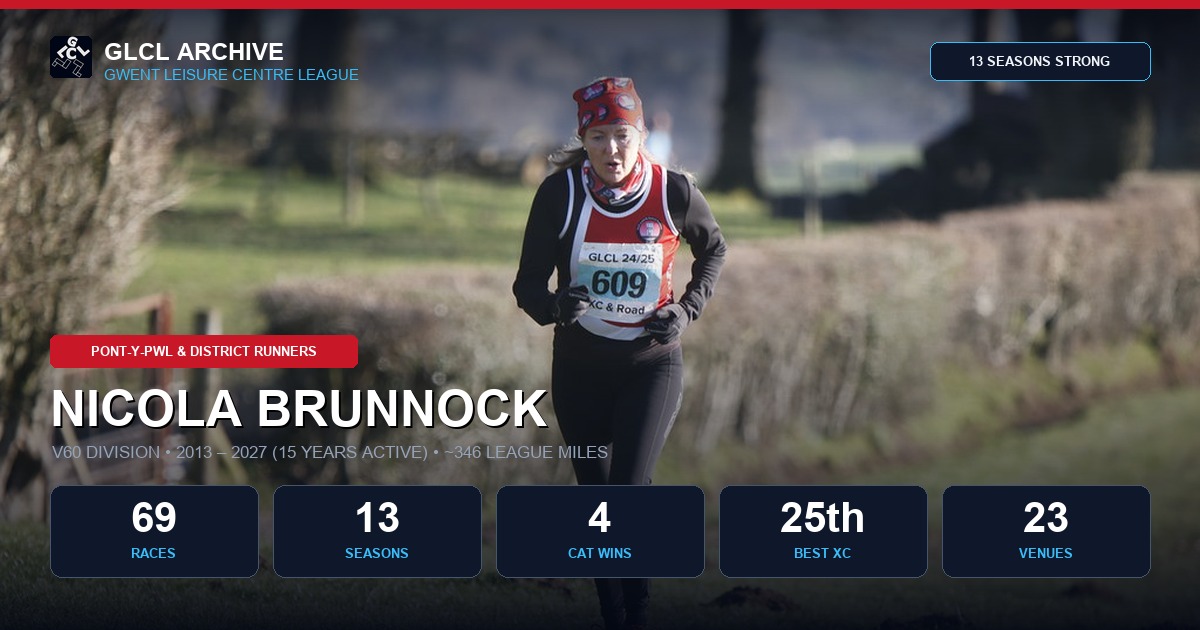 GLCL ARCHIVE
GWENT LEISURE CENTRE LEAGUE
13 SEASONS STRONG
GLCL 24/25
609
XC & Road
PONT-Y-PWL & DISTRICT RUNNERS
NICOLA BRUNNOCK
V60 DIVISION • 2013 – 2027 (15 YEARS ACTIVE) • ~346 LEAGUE MILES
69
RACES
13
SEASONS
4
CAT WINS
25th
BEST XC
23
VENUES